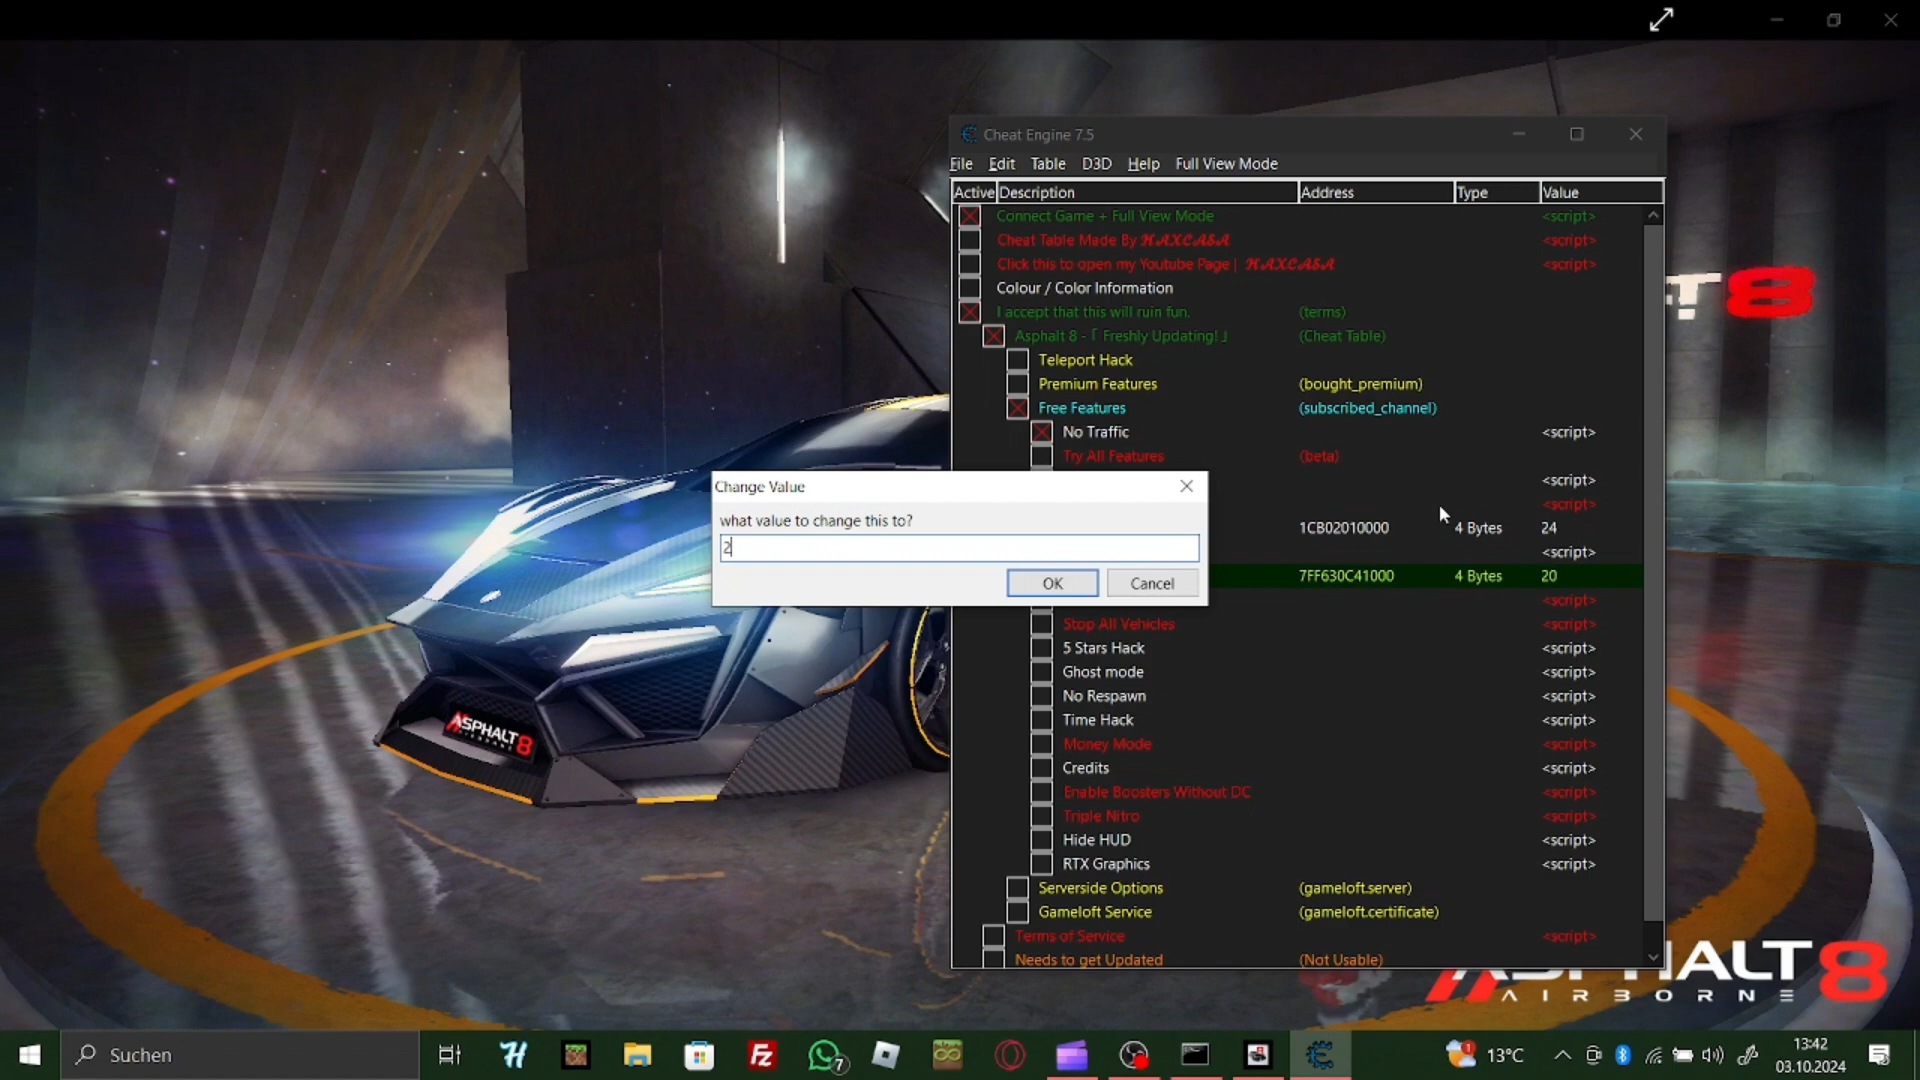 Cheat Engine 7.5
File Edit Table D3D Help Full View Mode
Active Description Address Type Value
Connect Game + Full View Mode <script>
Cheat Table Made By 𝓗𝓐𝓧𝓒𝓐𝓢𝓐 <script>
Click this to open my Youtube Page | 𝓗𝓐𝓧𝓒𝓐𝓢𝓐 <script>
Colour / Color Information
I accept that this will ruin fun. (terms)
Asphalt 8 -「 Freshly Updating! 」 (Cheat Table)
Teleport Hack
Premium Features (bought_premium)
Free Features (subscribed_channel)
No Traffic <script>
Try All Features (beta)
<script>
<script>
1CB02010000 4 Bytes 24
<script>
7FF630C41000 4 Bytes 20
<script>
Stop All Vehicles <script>
5 Stars Hack <script>
Ghost mode <script>
No Respawn <script>
Time Hack <script>
Money Mode <script>
Credits <script>
Enable Boosters Without DC <script>
Triple Nitro <script>
Hide HUD <script>
RTX Graphics <script>
Serverside Options (gameloft.server)
Gameloft Service (gameloft.certificate)
Terms of Service <script>
Needs to get Updated (Not Usable)
Change Value
what value to change this to?
2
OK Cancel
T 8
ASPHALT 8
AIRBORNE
ASPHALT 8
AIRBORNE
Suchen
7
1
13°C
13:42
03.10.2024